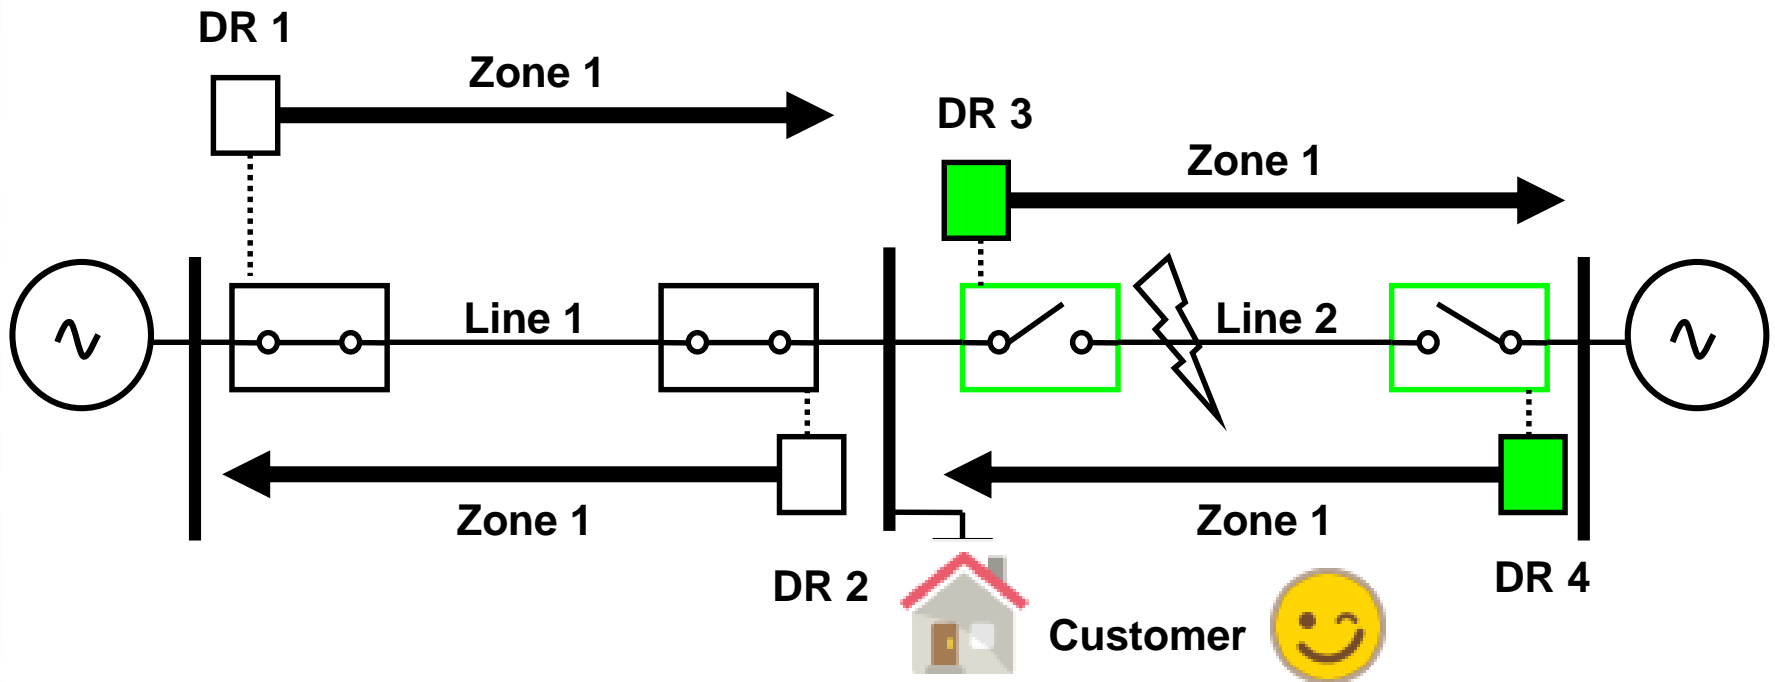 DR 1
Zone 1
DR 3
Zone 1
Line 1
Line 2
Zone 1
Zone 1
DR 2
DR 4
Customer